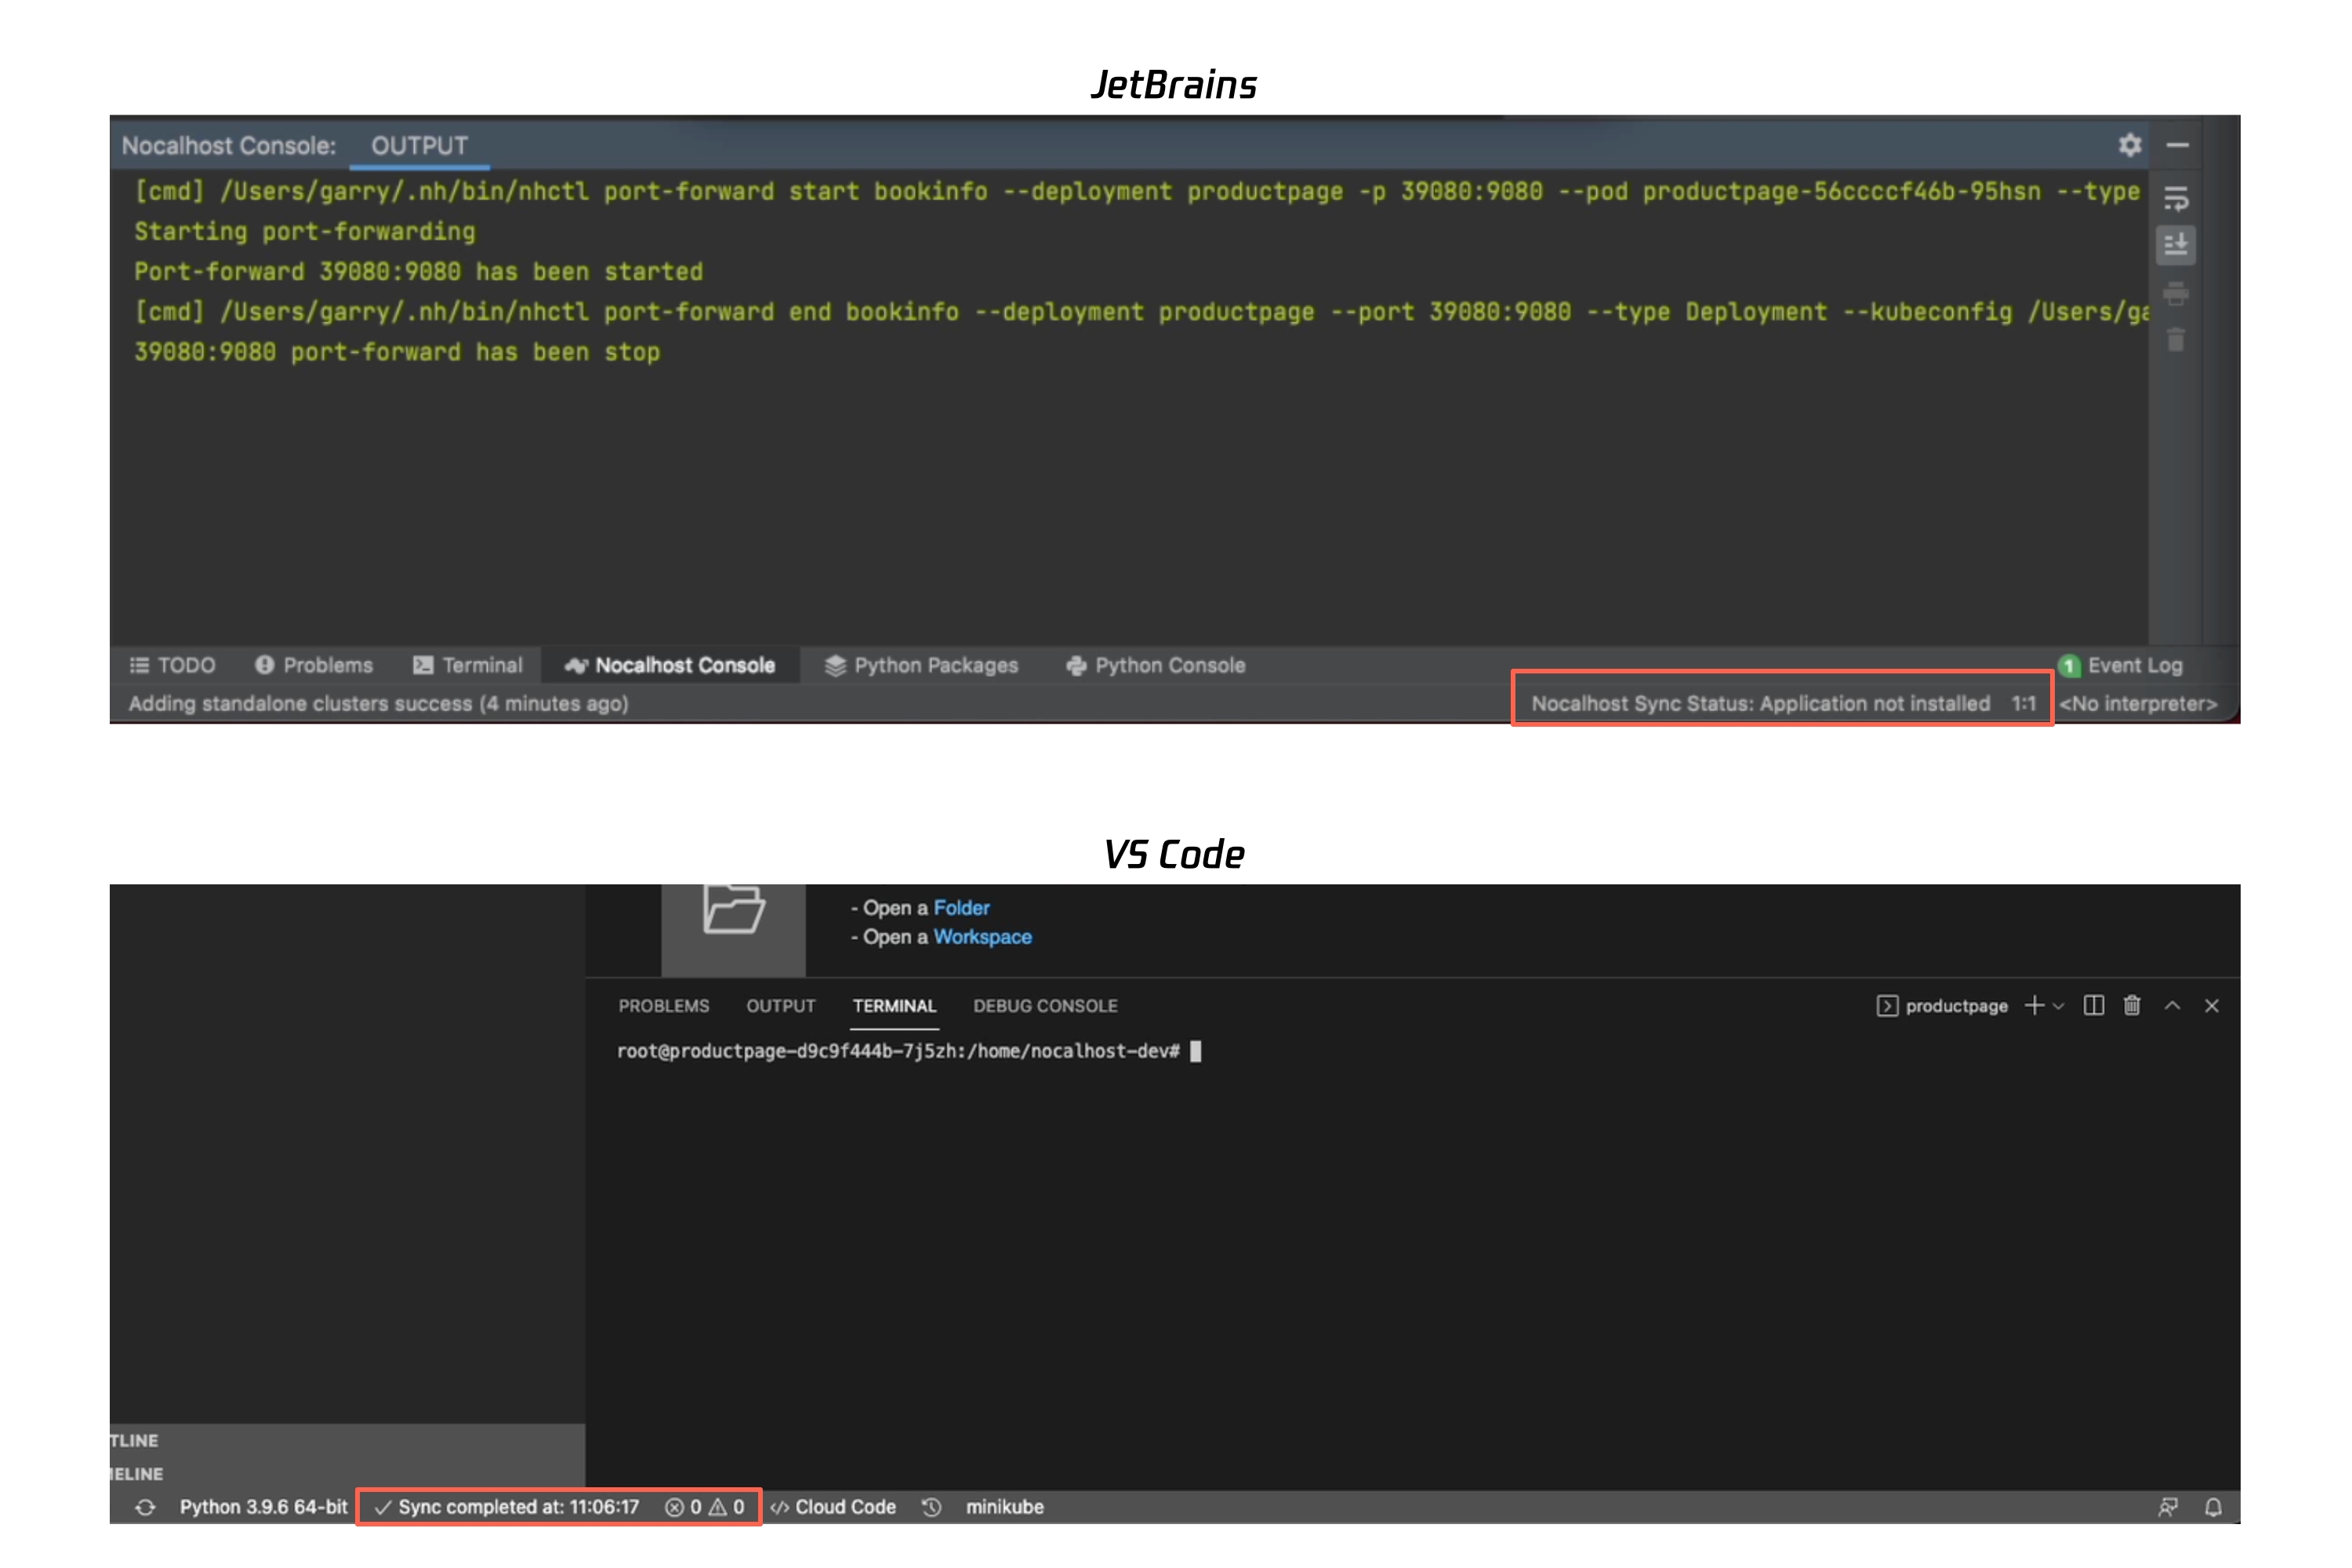 JetBrains
Nocalhost Console: OUTPUT
[cmd] /Users/garry/.nh/bin/nhctl port-forward start bookinfo --deployment productpage -p 39080:9080 --pod productpage-56ccccf46b-95hsn --type
Starting port-forwarding
Port-forward 39080:9080 has been started
[cmd] /Users/garry/.nh/bin/nhctl port-forward end bookinfo --deployment productpage --port 39080:9080 --type Deployment --kubeconfig /Users/ga
39080:9080 port-forward has been stop
TODO Problems Terminal Nocalhost Console Python Packages Python Console 1 Event Log
Adding standalone clusters success (4 minutes ago) Nocalhost Sync Status: Application not installed 1:1 <No interpreter>
VS Code
- Open a Folder
- Open a Workspace
PROBLEMS OUTPUT TERMINAL DEBUG CONSOLE productpage
root@productpage-d9c9f444b-7j5zh:/home/nocalhost-dev#
TLINE
IELINE
Python 3.9.6 64-bit Sync completed at: 11:06:17 0 0 </> Cloud Code minikube